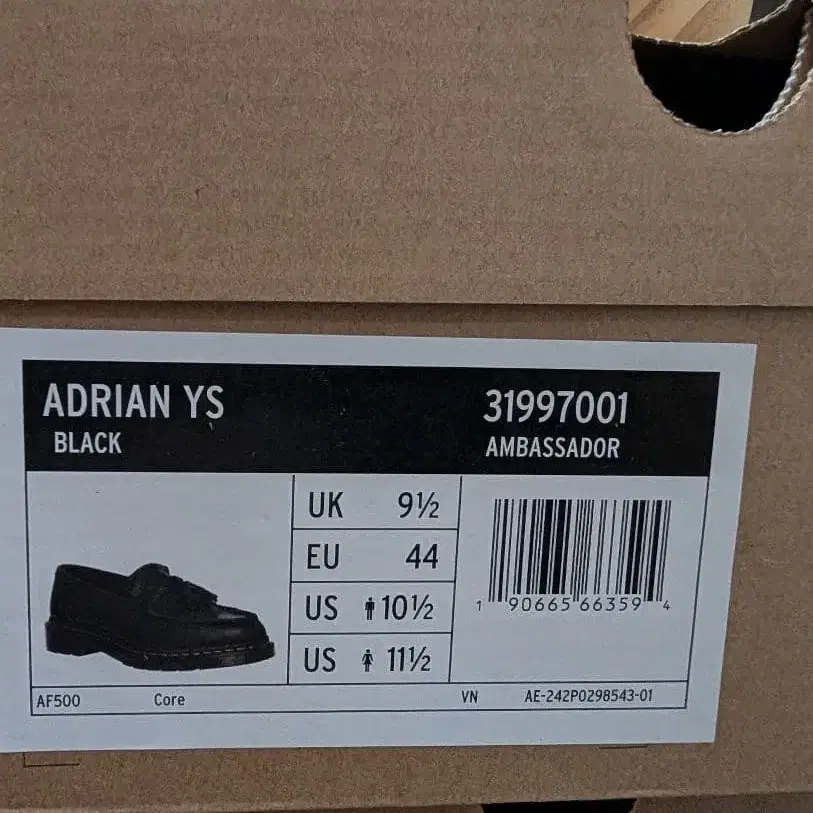 ADRIAN YS
BLACK
31997001
AMBASSADOR
UK 9½
EU 44
US 10½
US 11½
1 90665 66359 4
AF500 Core VN AE-242P0298543-01